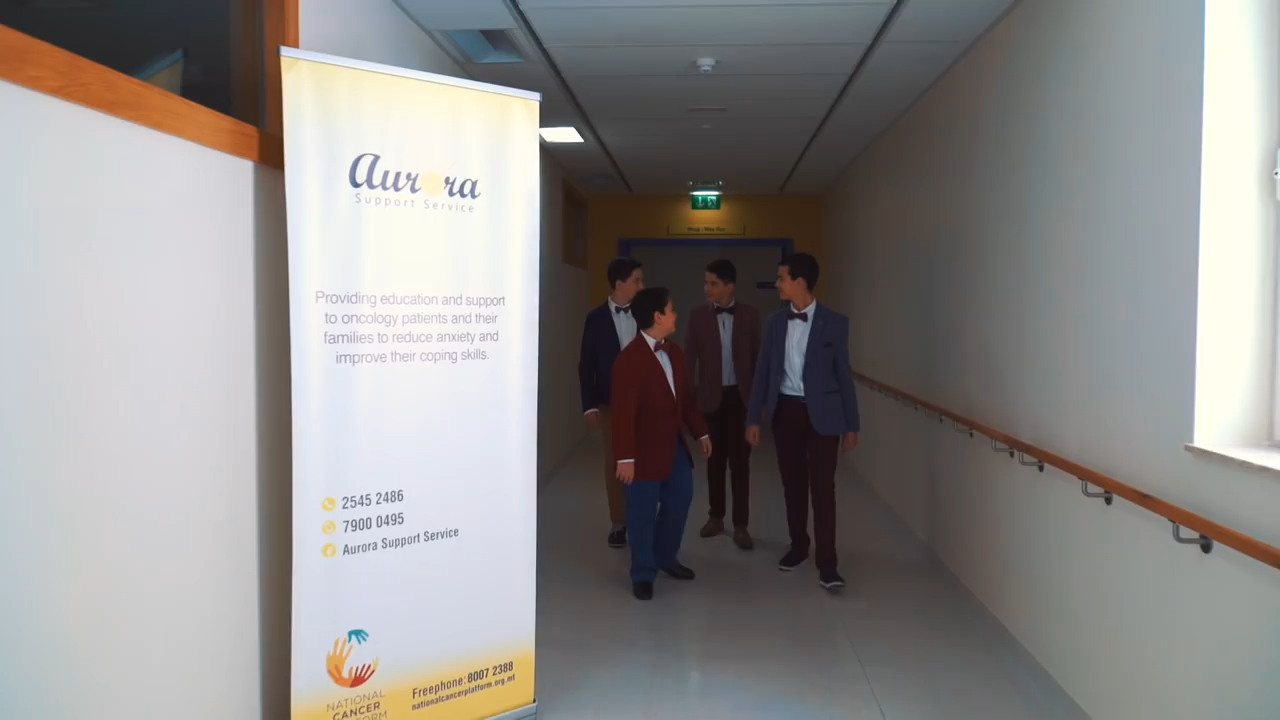 Aurora
Support Service
Providing education and support
to oncology patients and their
families to reduce anxiety and
improve their coping skills.
2545 2486
7900 0495
Aurora Support Service
NATIONAL
CANCER
Freephone: 8007 2388
nationalcancerplatform.org.mt